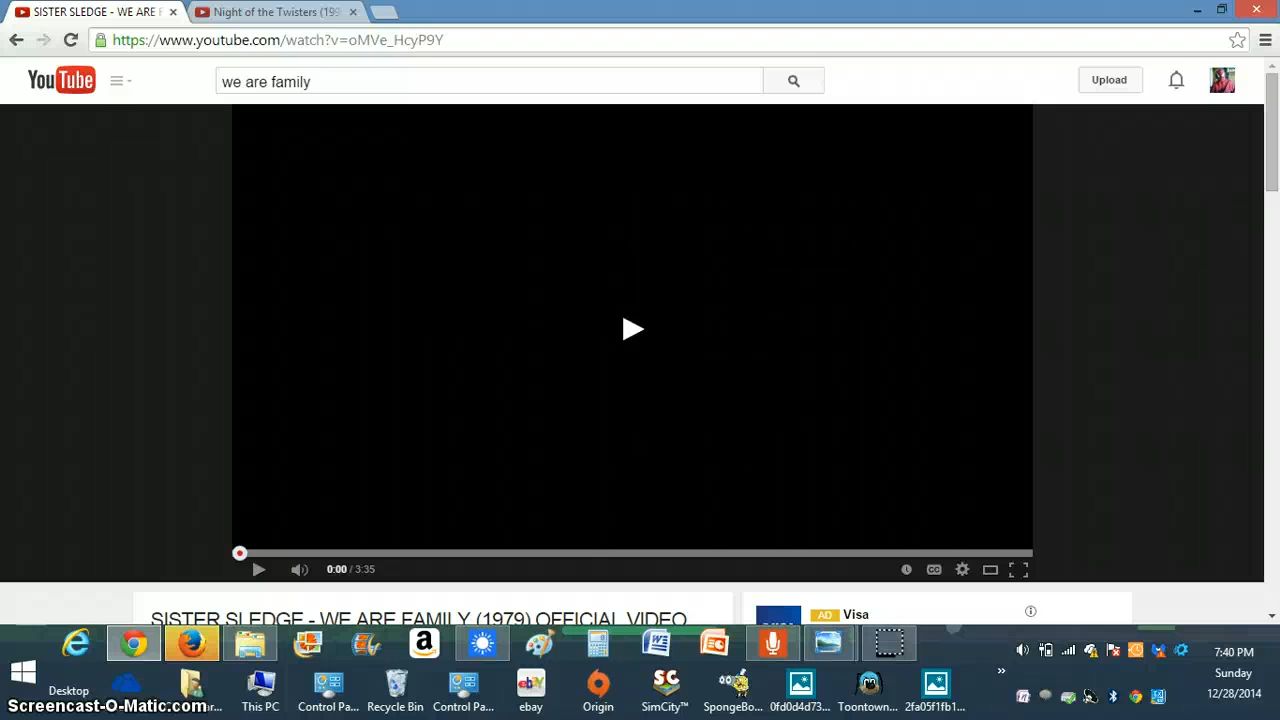 SISTER SLEDGE - WE ARE F
Night of the Twisters (199
https://www.youtube.com/watch?v=oMVe_HcyP9Y
YouTube
we are family
Upload
0:00 / 3:35
CC
SISTER SLEDGE - WE ARE FAMILY (1979) OFFICIAL VIDEO
AD Visa
7:40 PM
Sunday
12/28/2014
Desktop
This PC
Control Pa...
Recycle Bin
Control Pa...
ebay
Origin
SimCity™
SpongeBo...
0fd0d4d73...
Toontown...
2fa05f1fb1...
Screencast-O-Matic.com